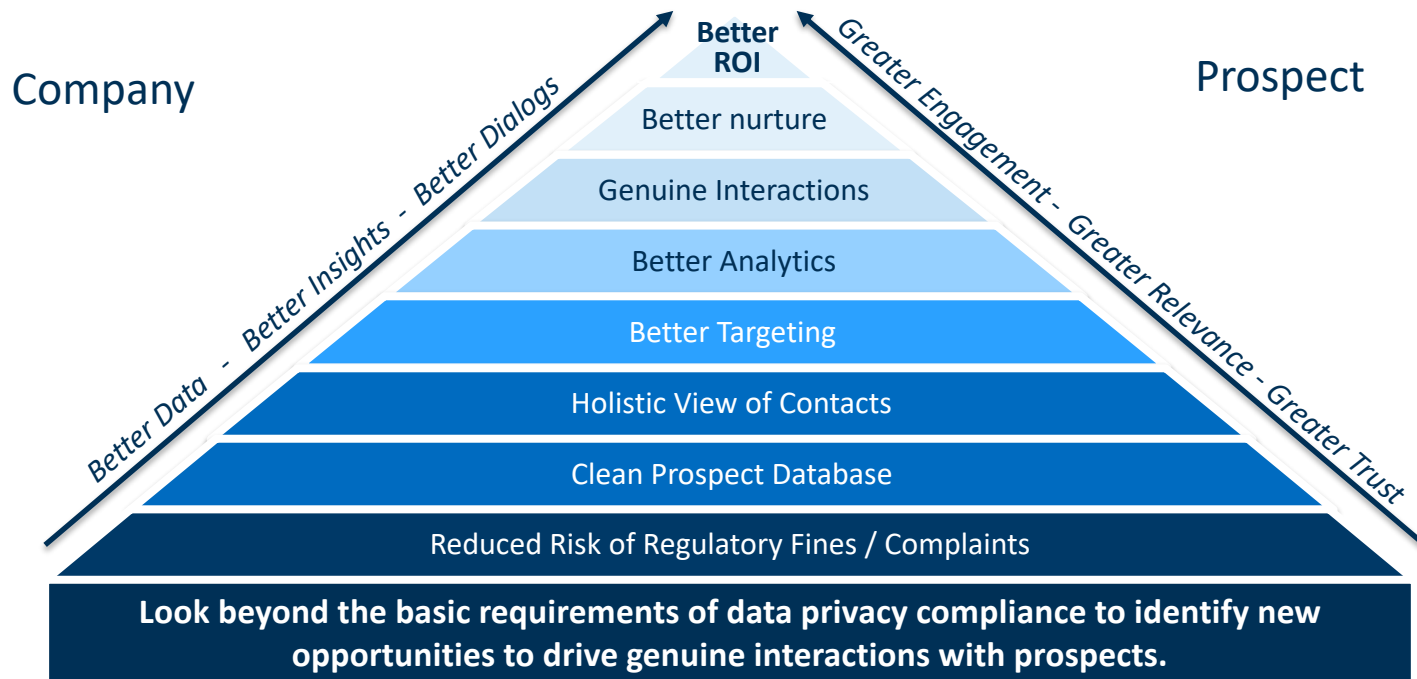 Company
Prospect
Better
ROI
Better nurture
Genuine Interactions
Better Analytics
Better Targeting
Holistic View of Contacts
Clean Prospect Database
Reduced Risk of Regulatory Fines / Complaints
Better Data - Better Insights - Better Dialogs
Greater Engagement - Greater Relevance - Greater Trust
Look beyond the basic requirements of data privacy compliance to identify new
opportunities to drive genuine interactions with prospects.